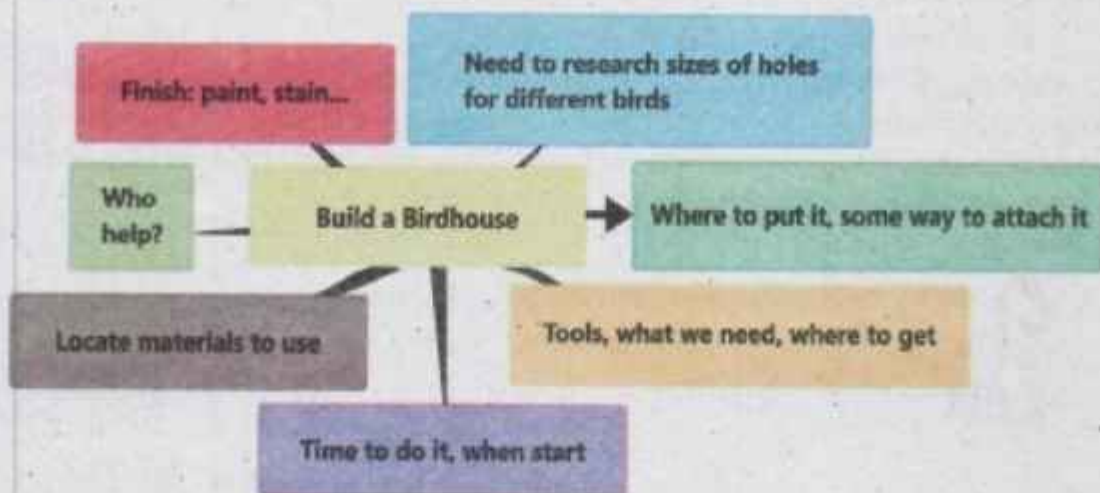 Finish: paint, stain...
Need to research sizes of holes
for different birds
Who
help?
Build a Birdhouse
Where to put it, some way to attach it
Locate materials to use
Tools, what we need, where to get
Time to do it, when start